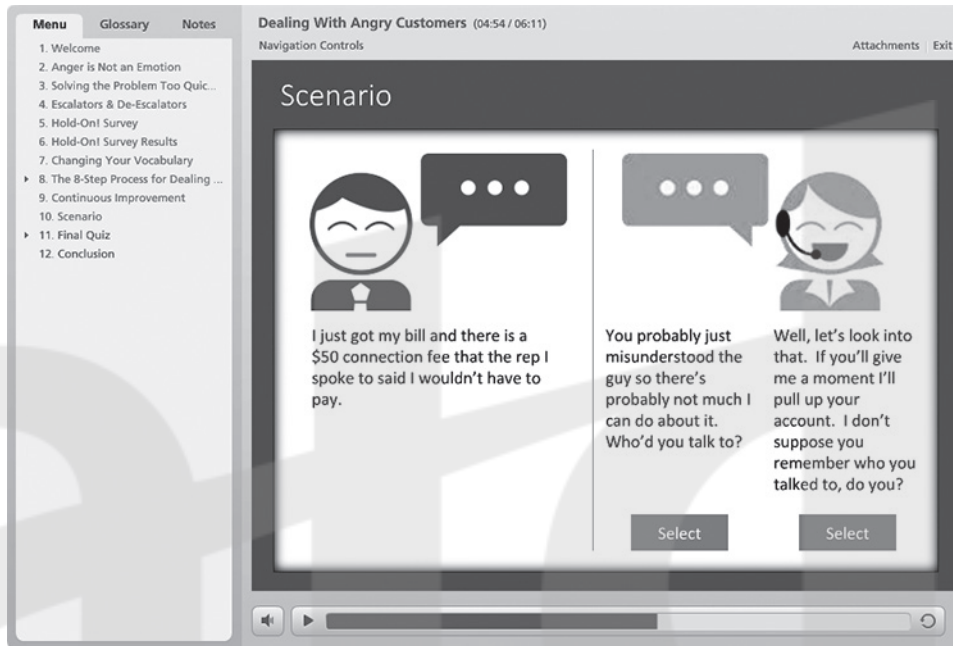 Menu Glossary Notes
1. Welcome
2. Anger is Not an Emotion
3. Solving the Problem Too Quic...
4. Escalators & De-Escalators
5. Hold-On! Survey
6. Hold-On! Survey Results
7. Changing Your Vocabulary
8. The 8-Step Process for Dealing ...
9. Continuous Improvement
10. Scenario
11. Final Quiz
12. Conclusion
Dealing With Angry Customers (04:54 / 06:11)
Navigation Controls
Attachments Exit
Scenario
I just got my bill and there is a
$50 connection fee that the rep I
spoke to said I wouldn't have to
pay.
You probably just
misunderstood the
guy so there's
probably not much I
can do about it.
Who'd you talk to?
Select
Well, let's look into
that. If you'll give
me a moment I'll
pull up your
account. I don't
suppose you
remember who you
talked to, do you?
Select